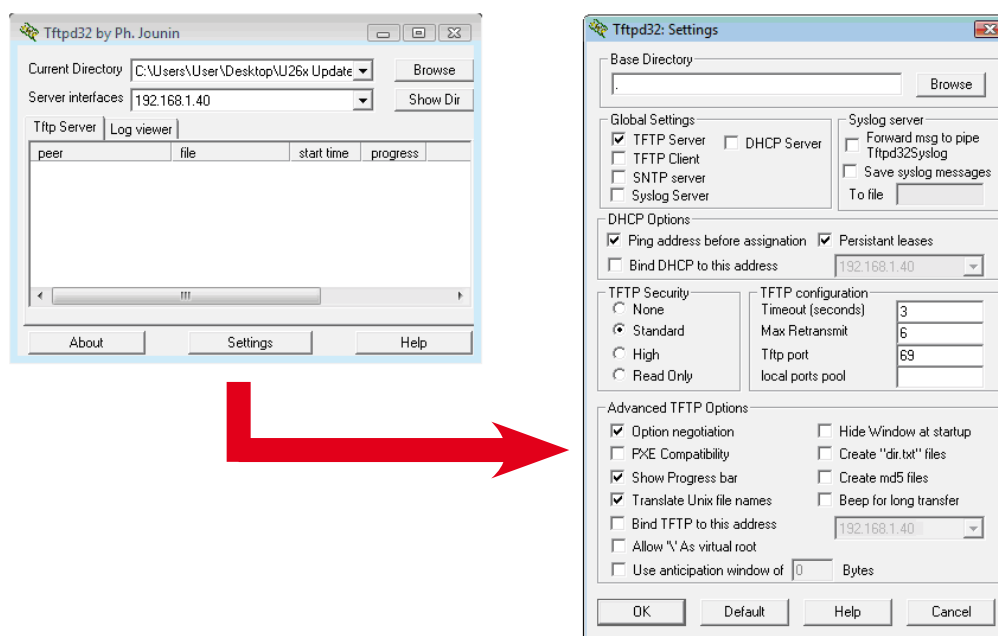 Tftpd32 by Ph. Jounin
Current Directory C:\Users\User\Desktop\U26x Update
Browse
Server interfaces 192.168.1.40
Show Dir
Tftp Server Log viewer
peer file start time progress
About Settings Help
Tftpd32: Settings
Base Directory
.
Browse
Global Settings
TFTP Server
DHCP Server
TFTP Client
SNTP server
Syslog Server
Syslog server
Forward msg to pipe
Tftpd32Syslog
Save syslog messages
To file
DHCP Options
Ping address before assignation
Persistant leases
Bind DHCP to this address
192.168.1.40
TFTP Security
None
Standard
High
Read Only
TFTP configuration
Timeout (seconds) 3
Max Retransmit 6
Tftp port 69
local ports pool
Advanced TFTP Options
Option negotiation
PXE Compatibility
Show Progress bar
Translate Unix file names
Bind TFTP to this address
Allow '\' As virtual root
Use anticipation window of 0 Bytes
Hide Window at startup
Create "dir.txt" files
Create md5 files
Beep for long transfer
192.168.1.40
OK Default Help Cancel